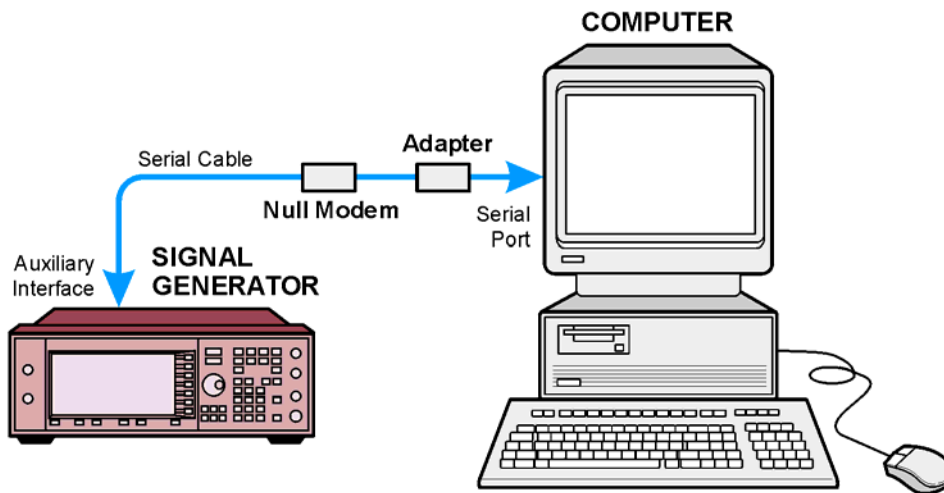 COMPUTER
Serial Cable
Adapter
Null Modem
Serial
Port
Auxiliary
Interface
SIGNAL
GENERATOR